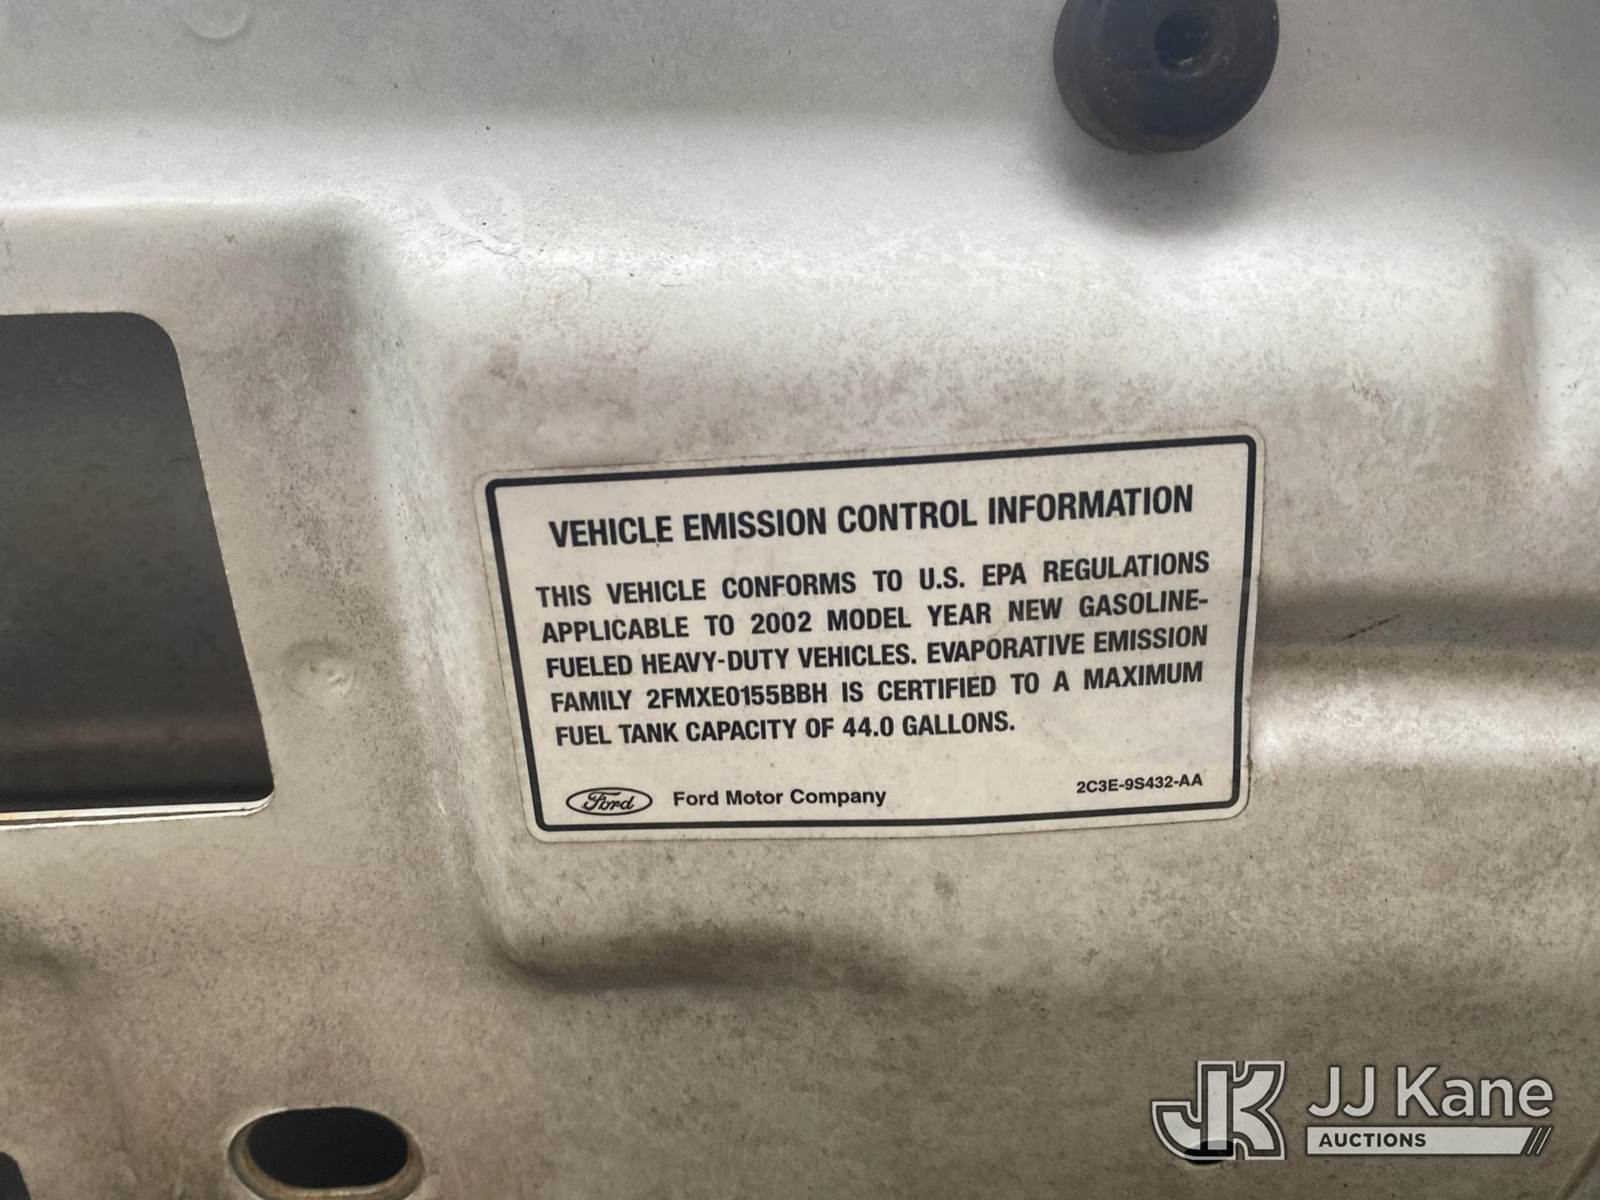 VEHICLE EMISSION CONTROL INFORMATION
THIS VEHICLE CONFORMS TO U.S. EPA REGULATIONS
APPLICABLE TO 2002 MODEL YEAR NEW GASOLINE-
FUELED HEAVY-DUTY VEHICLES. EVAPORATIVE EMISSION
FAMILY 2FMXE0155BBH IS CERTIFIED TO A MAXIMUM
FUEL TANK CAPACITY OF 44.0 GALLONS.
Ford Ford Motor Company 2C3E-9S432-AA
JK JJ Kane
AUCTIONS